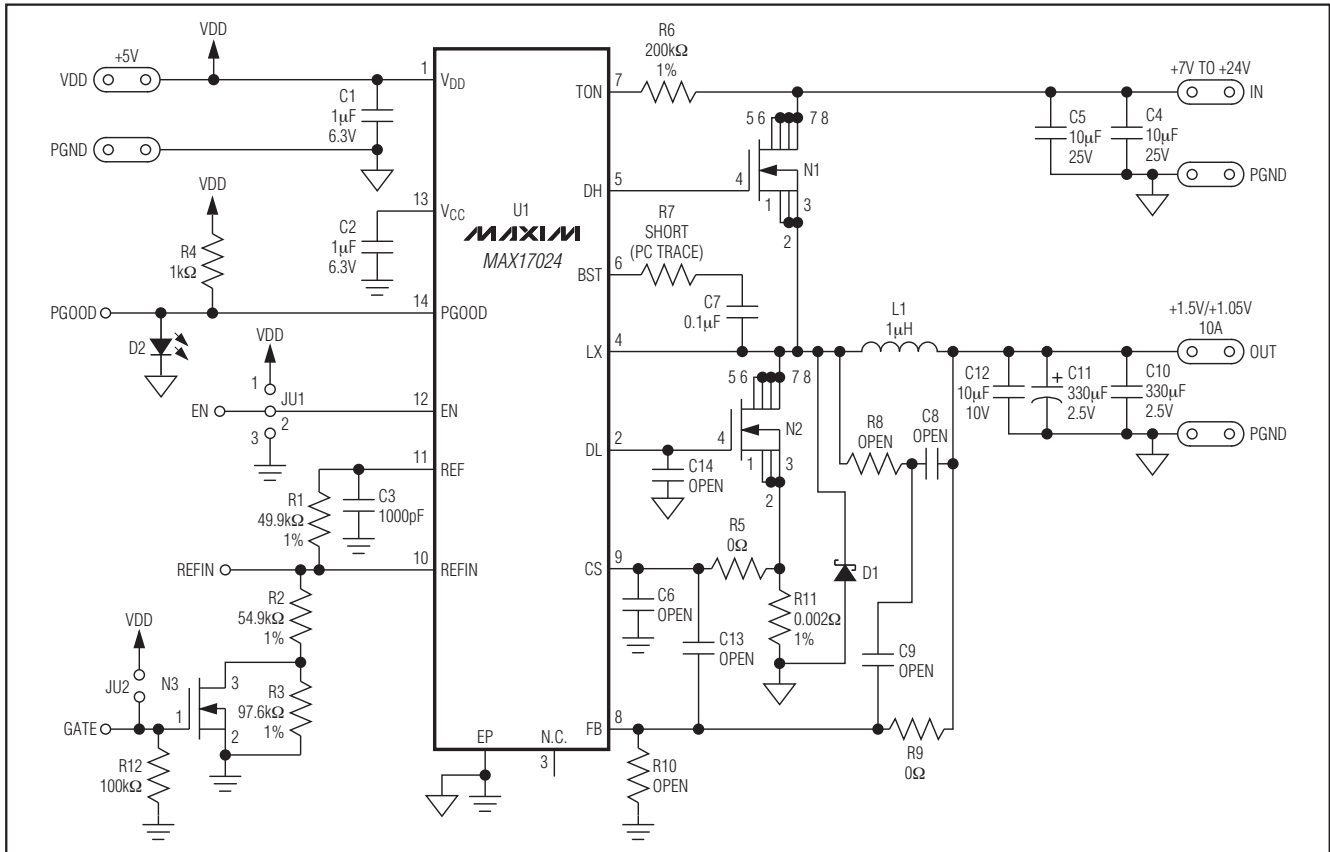 VDD
+5V
VDD
PGND
C1
1µF
6.3V
1
VDD
13
VCC
C2
1µF
6.3V
VDD
R4
1kΩ
PGOOD
14
PGOOD
D2
VDD
1
JU1
2
3
EN
12
EN
11
REF
R1
49.9kΩ
1%
C3
1000pF
REFIN
10
REFIN
R2
54.9kΩ
1%
VDD
JU2
N3
3
1
2
R3
97.6kΩ
1%
GATE
R12
100kΩ
U1
MAXIM
MAX17024
EP
N.C.
3
TON
7
R6
200kΩ
1%
+7V TO +24V
IN
C5
10µF
25V
C4
10µF
25V
PGND
5 6
7 8
N1
DH
5
4
1
3
2
R7
SHORT
(PC TRACE)
BST
6
C7
0.1µF
LX
4
L1
1µH
+1.5V/+1.05V
10A
OUT
C12
10µF
10V
+
C11
330µF
2.5V
C10
330µF
2.5V
PGND
5 6
7 8
N2
DL
2
4
1
3
2
C14
OPEN
R8
OPEN
C8
OPEN
R5
0Ω
CS
9
C6
OPEN
R11
0.002Ω
1%
D1
C13
OPEN
C9
OPEN
FB
8
R9
0Ω
R10
OPEN